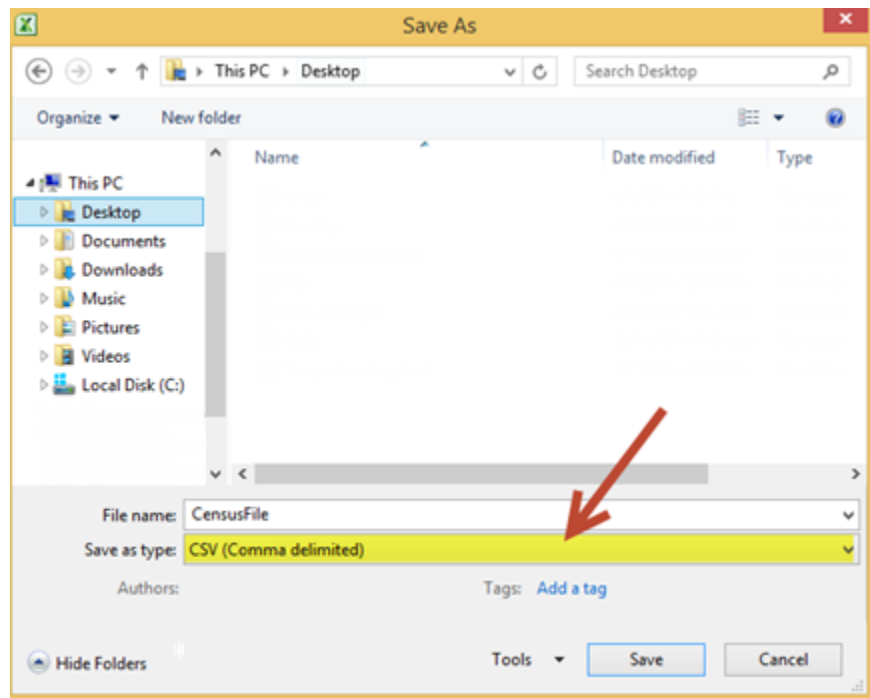 Save As
This PC Desktop Search Desktop
Organize New folder
Name Date modified Type
This PC
Desktop
Documents
Downloads
Music
Pictures
Videos
Local Disk (C:)
File name: CensusFile
Save as type: CSV (Comma delimited)
Authors: Tags: Add a tag
Hide Folders Tools Save Cancel